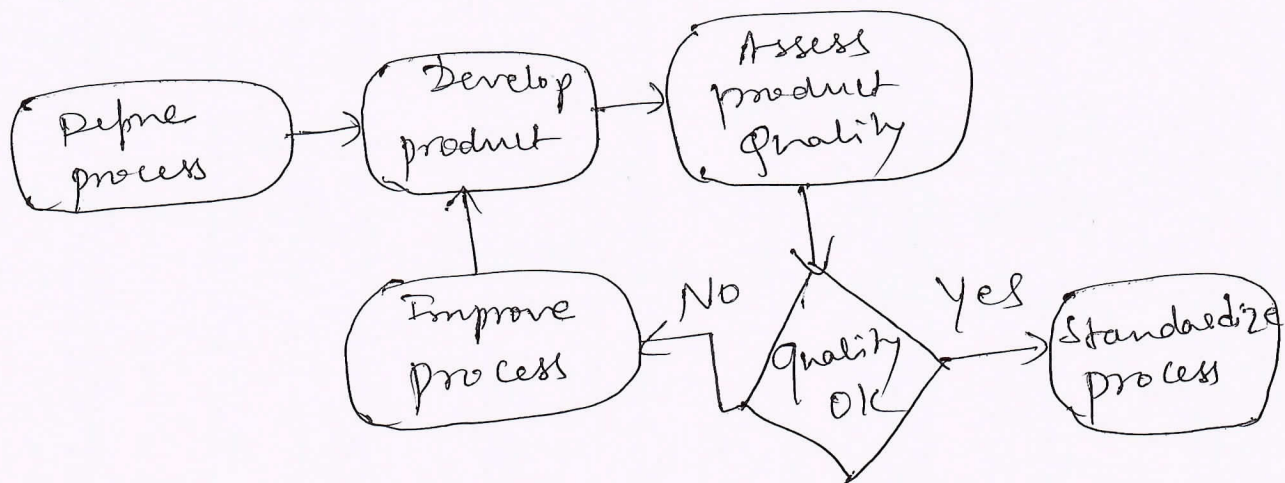 Define
process
Develop
product
Assess
product
Quality
Quality
OK
No
Yes
Improve
process
Standardize
process